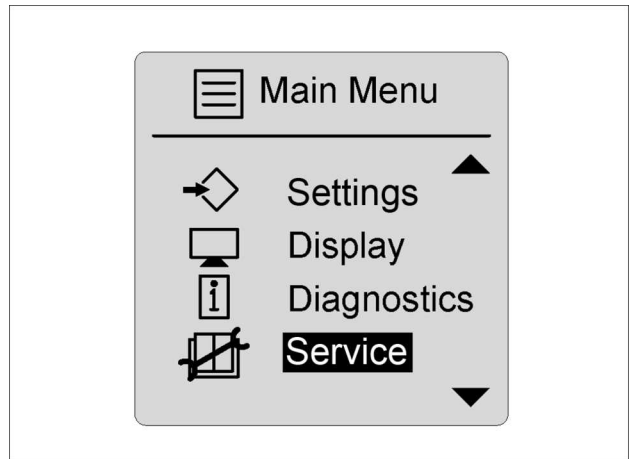 Main Menu
Settings
Display
i Diagnostics
Service